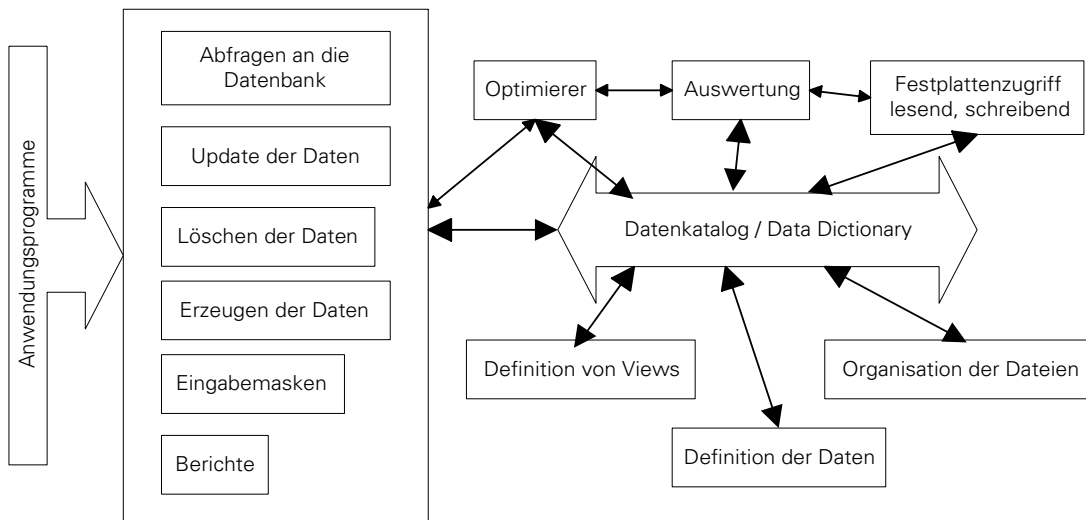 Anwendungsprogramme
Abfragen an die
Datenbank
Update der Daten
Löschen der Daten
Erzeugen der Daten
Eingabemasken
Berichte
Optimierer
Auswertung
Festplattenzugriff
lesend, schreibend
Datenkatalog / Data Dictionary
Definition von Views
Organisation der Dateien
Definition der Daten